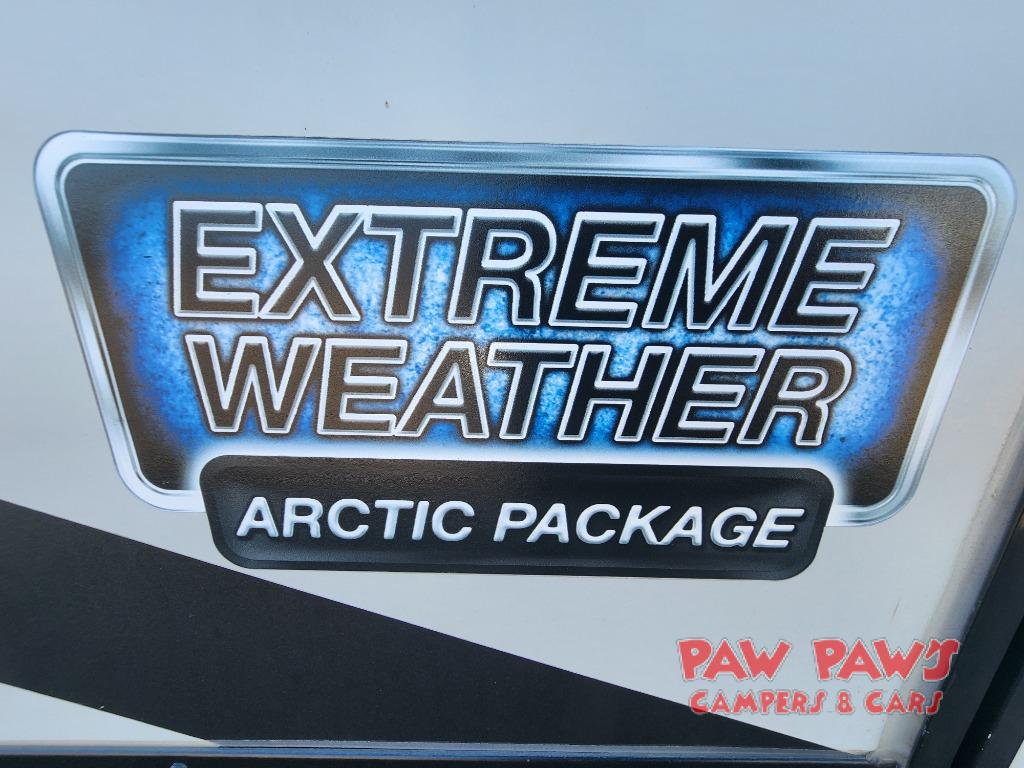 EXTREME
WEATHER
ARCTIC PACKAGE
PAW PAW'S
CAMPERS & CARS